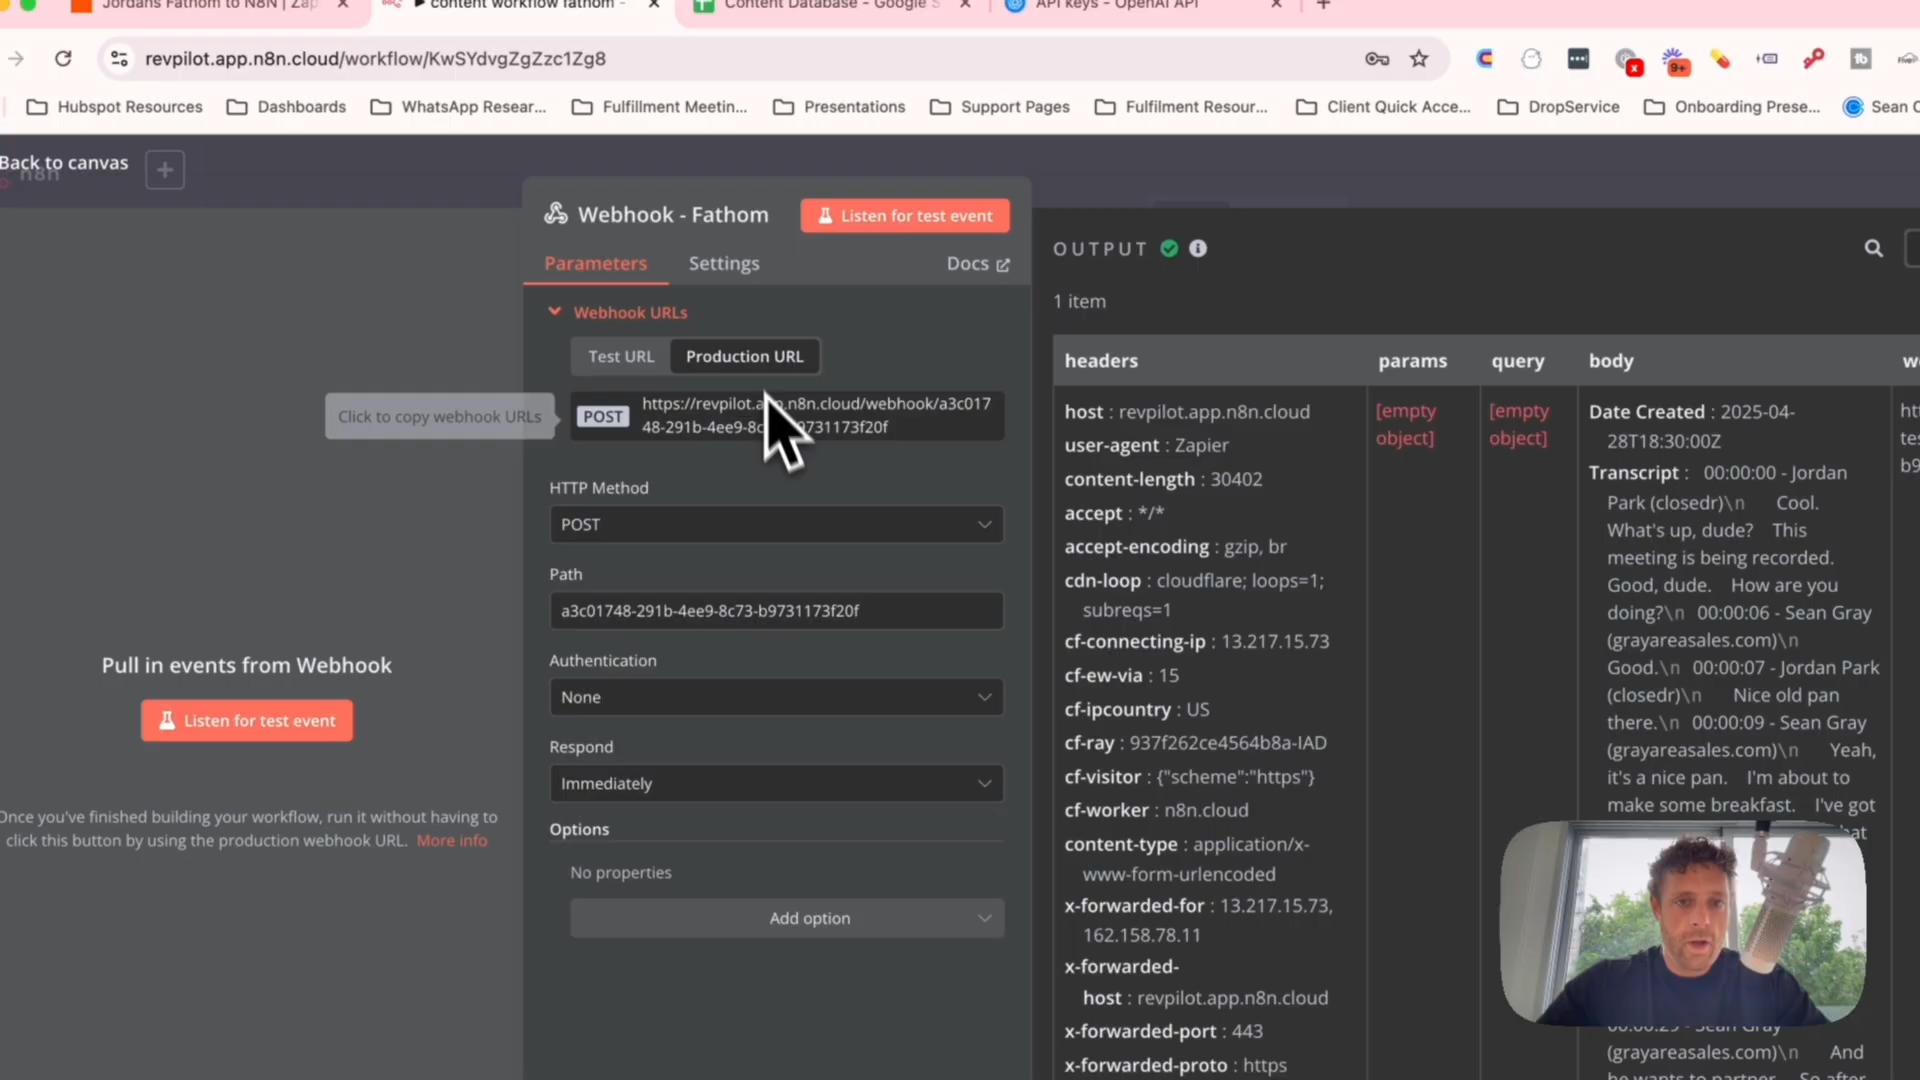 Jordans Fathom to N8N | Zap
content workflow fathom -
Content Database - Google S
API keys - OpenAI API
revpilot.app.n8n.cloud/workflow/KwSYdvgZgZzc1Zg8
x
9+
tb
Hubspot Resources
Dashboards
WhatsApp Resear...
Fulfillment Meetin...
Presentations
Support Pages
Fulfilment Resour...
Client Quick Acce...
DropService
Onboarding Prese...
Sean C
Back to canvas
n8n
Webhook - Fathom
Listen for test event
Parameters
Settings
Docs
Webhook URLs
Test URL
Production URL
Click to copy webhook URLs
POST
https://revpilot.app.n8n.cloud/webhook/a3c017
48-291b-4ee9-8c 9731173f20f
HTTP Method
POST
Path
a3c01748-291b-4ee9-8c73-b9731173f20f
Authentication
None
Respond
Immediately
Options
No properties
Add option
Pull in events from Webhook
Listen for test event
Once you've finished building your workflow, run it without having to
click this button by using the production webhook URL. More info
OUTPUT
1 item
headers
params
query
body
host : revpilot.app.n8n.cloud
user-agent : Zapier
content-length : 30402
accept : */*
accept-encoding : gzip, br
cdn-loop : cloudflare; loops=1;
subreqs=1
cf-connecting-ip : 13.217.15.73
cf-ew-via : 15
cf-ipcountry : US
cf-ray : 937f262ce4564b8a-IAD
cf-visitor : {"scheme":"https"}
cf-worker : n8n.cloud
content-type : application/x-
www-form-urlencoded
x-forwarded-for : 13.217.15.73,
162.158.78.11
x-forwarded-
host : revpilot.app.n8n.cloud
x-forwarded-port : 443
x-forwarded-proto : https
[empty
object]
[empty
object]
Date Created : 2025-04-
28T18:30:00Z
Transcript : 00:00:00 - Jordan
Park (closedr)\n Cool.
What's up, dude? This
meeting is being recorded.
Good, dude. How are you
doing?\n 00:00:06 - Sean Gray
(grayareasales.com)\n
Good.\n 00:00:07 - Jordan Park
(closedr)\n Nice old pan
there.\n 00:00:09 - Sean Gray
(grayareasales.com)\n Yeah,
it's a nice pan. I'm about to
make some breakfast. I've got
(grayareasales.com)\n And